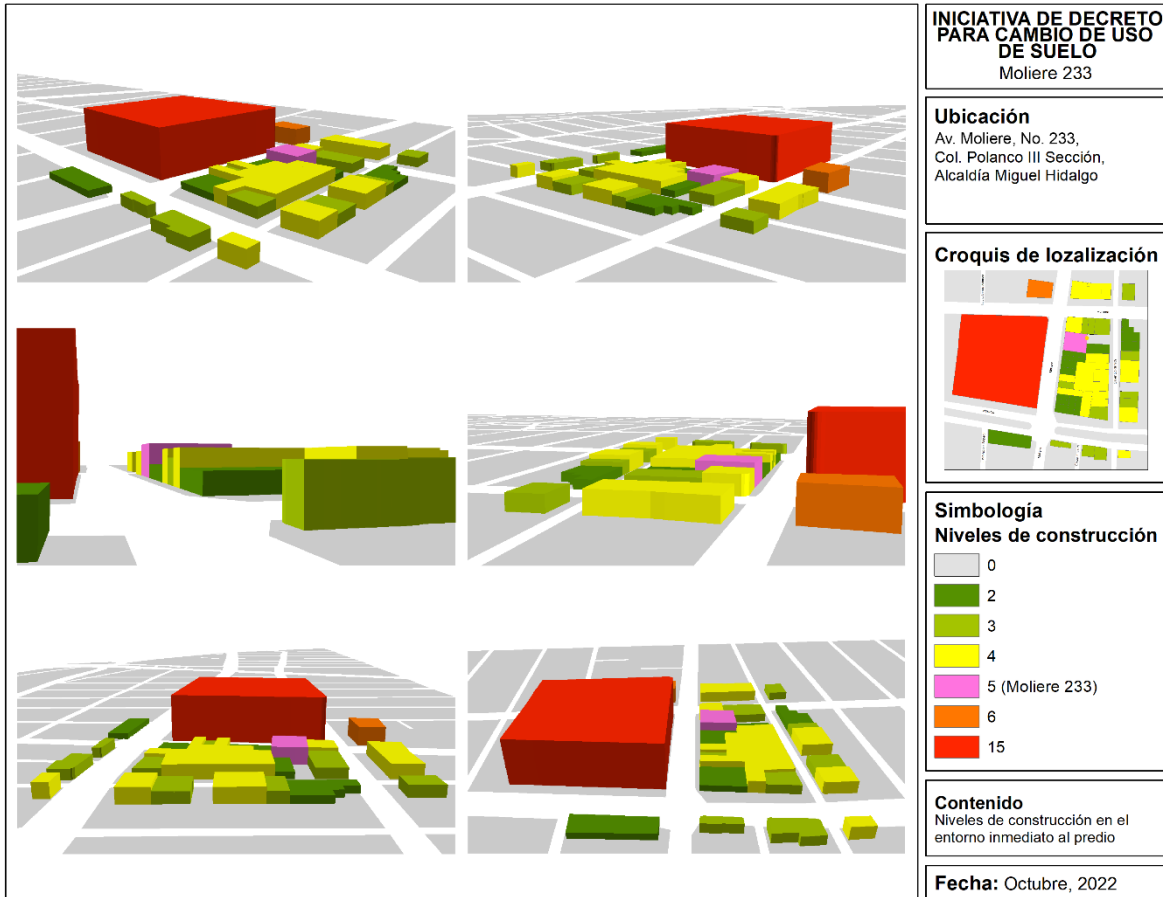 INICIATIVA DE DECRETO
PARA CAMBIO DE USO
DE SUELO
Moliere 233
Ubicación
Av. Moliere, No. 233,
Col. Polanco III Sección,
Alcaldía Miguel Hidalgo
Croquis de lozalización
Simbología
Niveles de construcción
0
2
3
4
5 (Moliere 233)
6
15
Contenido
Niveles de construcción en el
entorno inmediato al predio
Fecha: Octubre, 2022